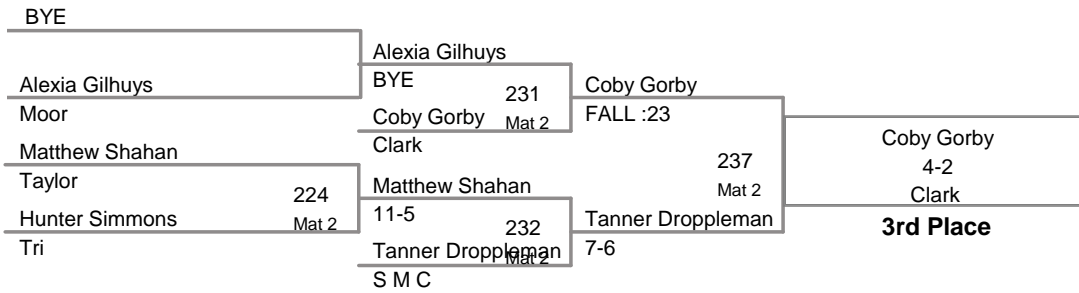 BYE
Alexia Gilhuys
Moor
Matthew Shahan
Taylor
224
Mat 2
Hunter Simmons
Tri
Alexia Gilhuys
BYE
231
Mat 2
Coby Gorby
Clark
Matthew Shahan
11-5
232
Mat 2
Tanner Droppleman
S M C
Coby Gorby
FALL :23
237
Mat 2
Tanner Droppleman
7-6
Coby Gorby
4-2
Clark
3rd Place